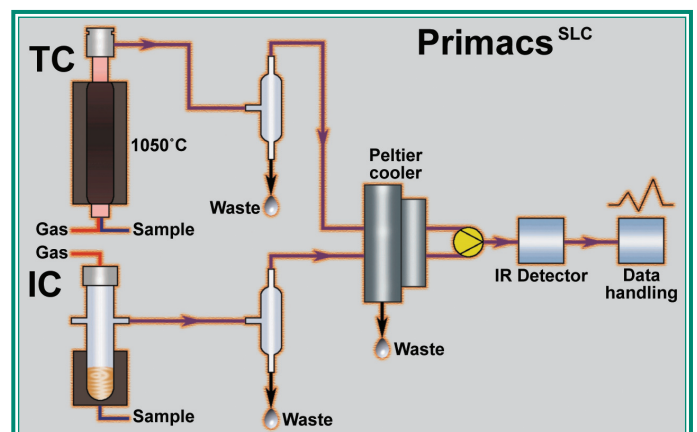 Primacs SLC
TC
1050°C
Peltier
cooler
Waste
Gas
Sample
Gas
IC
IR Detector
Data
handling
Waste
Sample
Waste